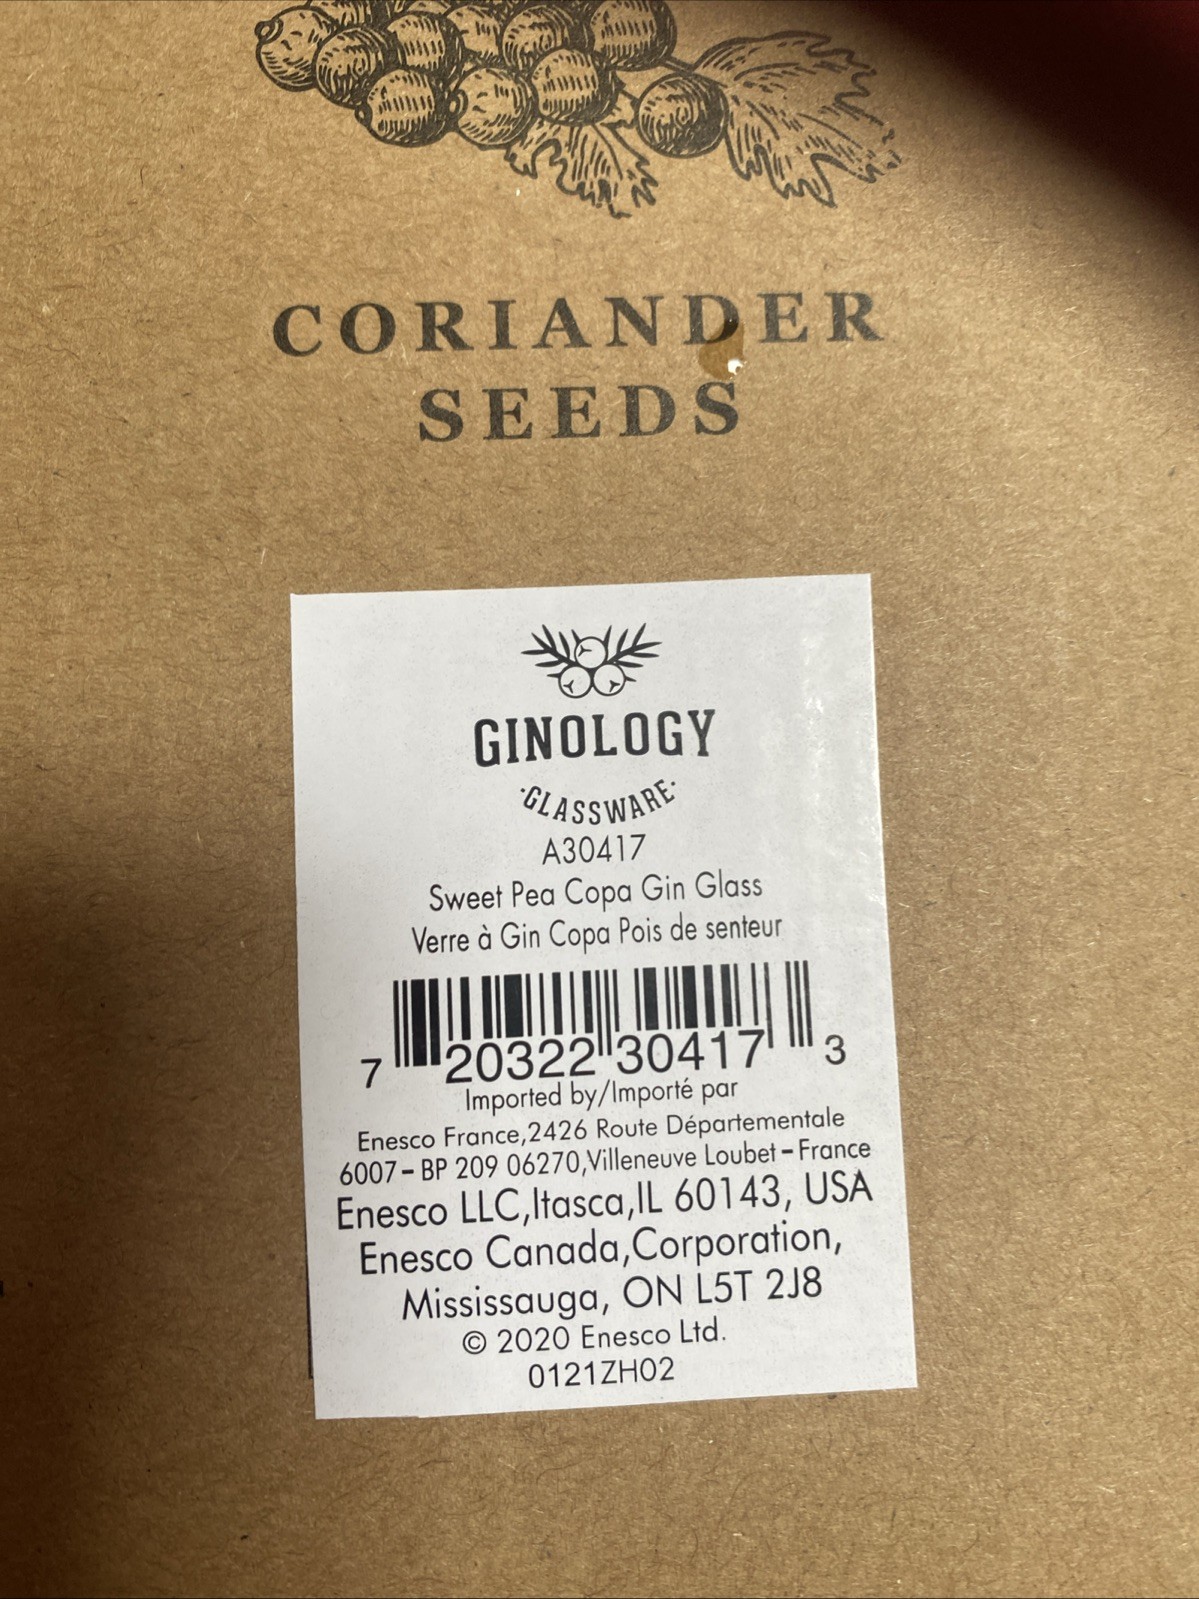 CORIANDER
SEEDS
GINOLOGY
·GLASSWARE·
A30417
Sweet Pea Copa Gin Glass
Verre à Gin Copa Pois de senteur
7 20322 30417 3
Imported by/Importé par
Enesco France,2426 Route Départementale
6007-BP 209 06270,Villeneuve Loubet-France
Enesco LLC,Itasca,IL 60143, USA
Enesco Canada,Corporation,
Mississauga, ON L5T 2J8
© 2020 Enesco Ltd.
0121ZH02